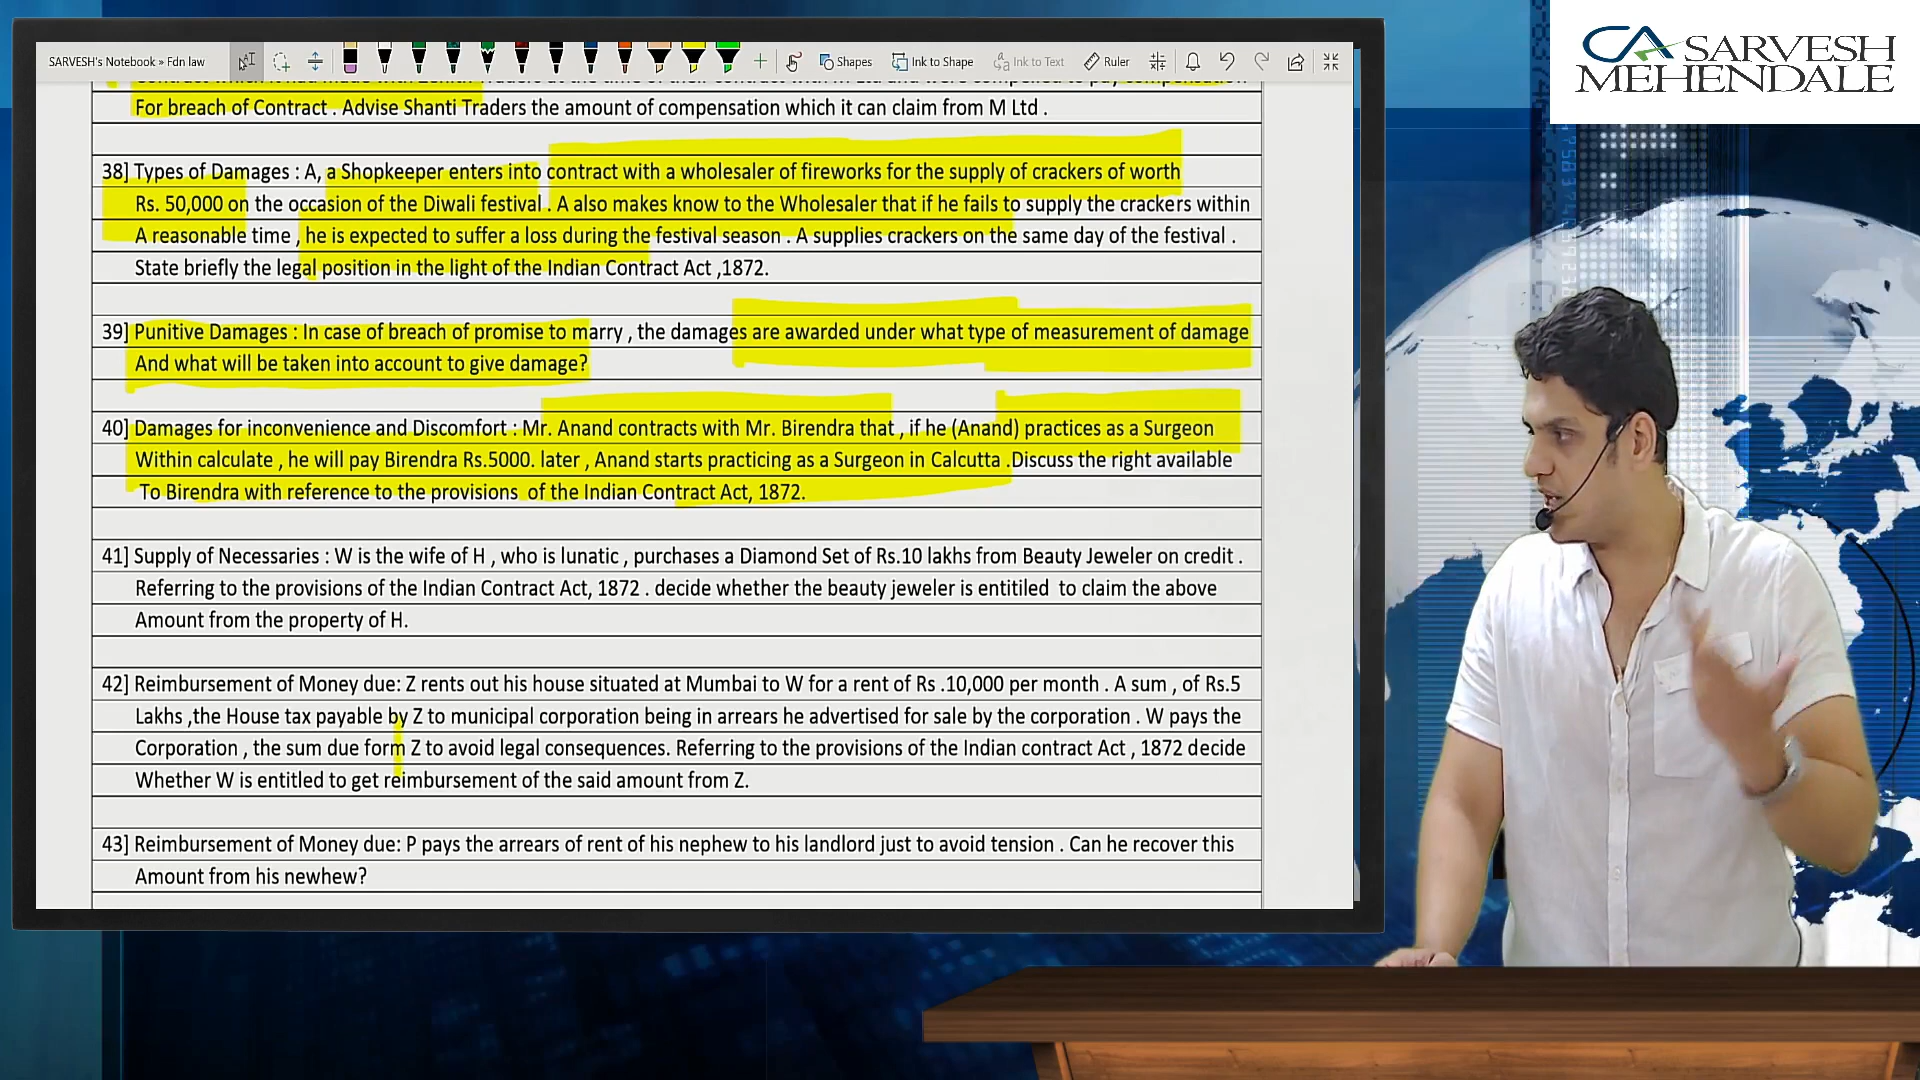 SARVESH's Notebook » Fdn law
Shapes
Ink to Shape
Ink to Text
Ruler
CA SARVESH
MEHENDALE
For breach of Contract . Advise Shanti Traders the amount of compensation which it can claim from M Ltd .
38] Types of Damages : A, a Shopkeeper enters into contract with a wholesaler of fireworks for the supply of crackers of worth
Rs. 50,000 on the occasion of the Diwali festival . A also makes know to the Wholesaler that if he fails to supply the crackers within
A reasonable time , he is expected to suffer a loss during the festival season . A supplies crackers on the same day of the festival .
State briefly the legal position in the light of the Indian Contract Act ,1872.
39] Punitive Damages : In case of breach of promise to marry , the damages are awarded under what type of measurement of damage
And what will be taken into account to give damage?
40] Damages for inconvenience and Discomfort : Mr. Anand contracts with Mr. Birendra that , if he (Anand) practices as a Surgeon
Within calculate , he will pay Birendra Rs.5000. later , Anand starts practicing as a Surgeon in Calcutta .Discuss the right available
To Birendra with reference to the provisions of the Indian Contract Act, 1872.
41] Supply of Necessaries : W is the wife of H , who is lunatic , purchases a Diamond Set of Rs.10 lakhs from Beauty Jeweler on credit .
Referring to the provisions of the Indian Contract Act, 1872 . decide whether the beauty jeweler is entitiled to claim the above
Amount from the property of H.
42] Reimbursement of Money due: Z rents out his house situated at Mumbai to W for a rent of Rs .10,000 per month . A sum , of Rs.5
Lakhs ,the House tax payable by Z to municipal corporation being in arrears he advertised for sale by the corporation . W pays the
Corporation , the sum due form Z to avoid legal consequences. Referring to the provisions of the Indian contract Act , 1872 decide
Whether W is entitled to get reimbursement of the said amount from Z.
43] Reimbursement of Money due: P pays the arrears of rent of his nephew to his landlord just to avoid tension . Can he recover this
Amount from his newhew?